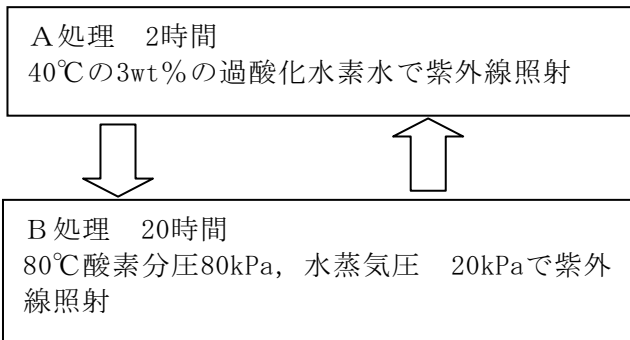 Ａ処理　2時間
40℃の3wt％の過酸化水素水で紫外線照射
Ｂ処理　20時間
80℃酸素分圧80kPa，水蒸気圧　20kPaで紫外
線照射